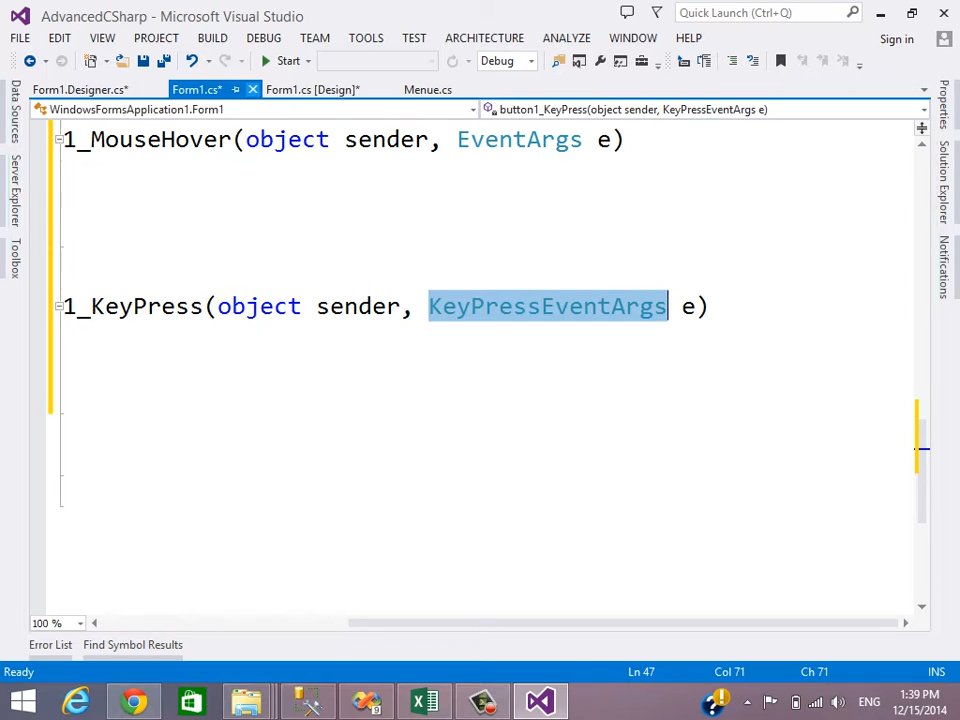 AdvancedCSharp - Microsoft Visual Studio
Quick Launch (Ctrl+Q)
FILE EDIT VIEW PROJECT BUILD DEBUG TEAM TOOLS TEST ARCHITECTURE ANALYZE WINDOW HELP
Sign in
Start
Debug
Form1.Designer.cs* Form1.cs* Form1.cs [Design]* Menue.cs
WindowsFormsApplication1.Form1
button1_KeyPress(object sender, KeyPressEventArgs e)
Data Sources
Server Explorer
Toolbox
Properties
Solution Explorer
Notifications
1_MouseHover(object sender, EventArgs e)
1_KeyPress(object sender, KeyPressEventArgs e)
100 %
Error List Find Symbol Results
Ready Ln 47 Col 71 Ch 71 INS
ENG
1:39 PM
12/15/2014